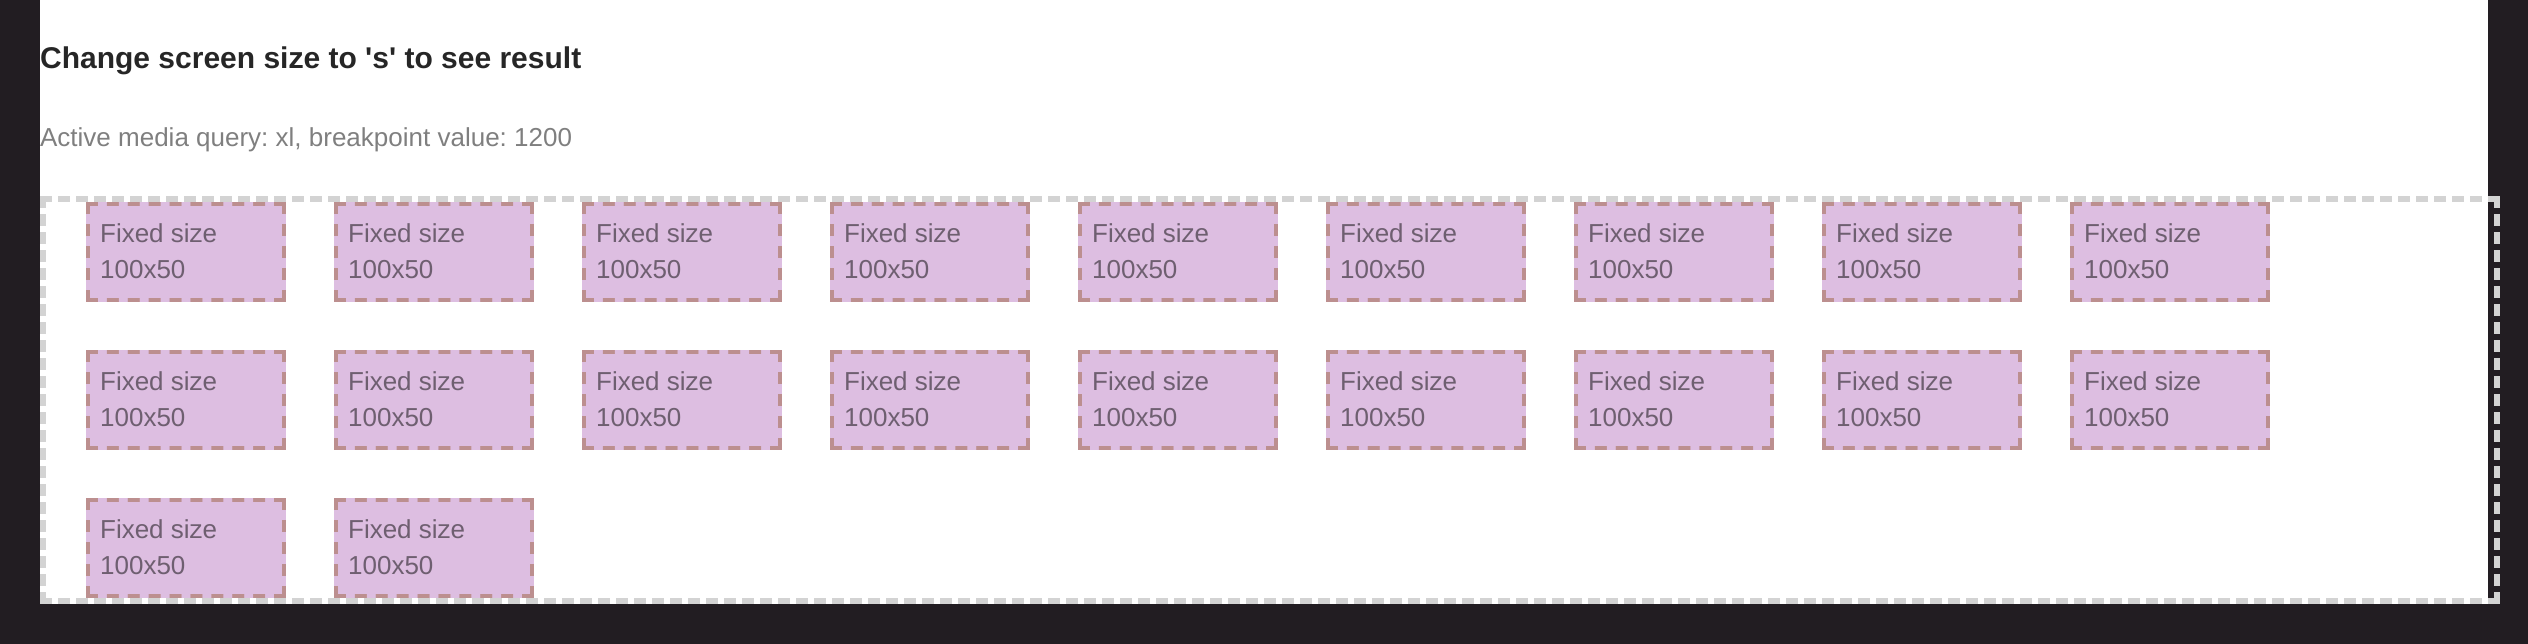 Change screen size to 's' to see result
Active media query: xl, breakpoint value: 1200
Fixed size Fixed size Fixed size Fixed size Fixed size Fixed size Fixed size Fixed size Fixed size
100x50 100x50 100x50 100x50 100x50 100x50 100x50 100x50 100x50
Fixed size Fixed size Fixed size Fixed size Fixed size Fixed size Fixed size Fixed size Fixed size
100x50 100x50 100x50 100x50 100x50 100x50 100x50 100x50 100x50
Fixed size Fixed size
100x50 100x50